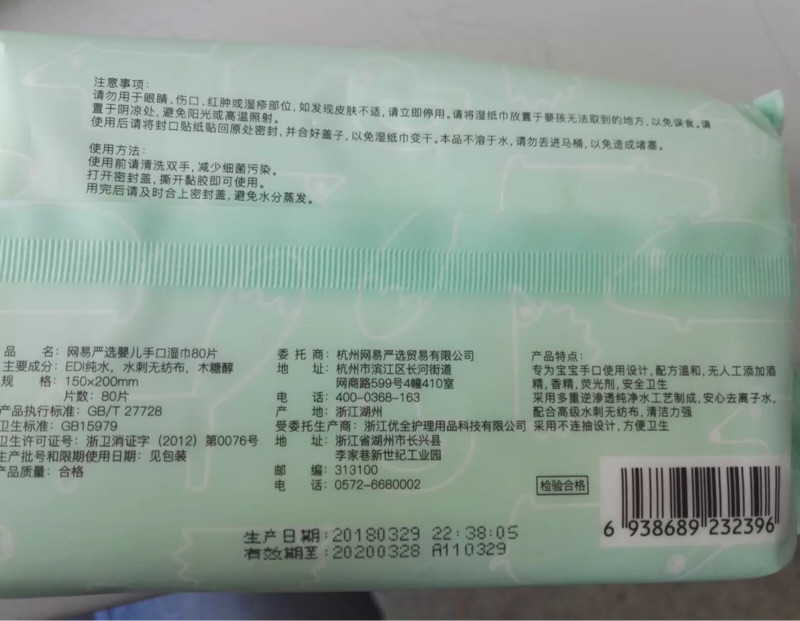 注意事项：
请勿用于眼睛、伤口、红肿或湿疹部位，如发现皮肤不适，请立即停用。请将湿纸巾放置于婴孩无法取到的地方，以免误食。请
置于阴凉处，避免阳光或高温照射。
使用后请将封口贴纸贴回原处密封，并合好盖子，以免湿纸巾变干。本品不溶于水，请勿丢进马桶，以免造成堵塞。
使用方法：
使用前请清洗双手，减少细菌污染。
打开密封盖，撕开黏胶即可使用。
用完后请及时合上密封盖，避免水分蒸发。
品 名：网易严选婴儿手口湿巾80片
主要成分：EDI纯水，水刺无纺布，木糖醇
规 格：150×200mm
片数：80片
产品执行标准：GB/T 27728
卫生标准：GB15979
卫生许可证号：浙卫消证字（2012）第0076号
生产批号和限期使用日期：见包装
产品质量：合格
委 托 商：杭州网易严选贸易有限公司
地 址：杭州市滨江区长河街道
网商路599号4幢410室
电 话：400-0368-163
产 地：浙江湖州
受委托生产商：浙江优全护理用品科技有限公司
地 址：浙江省湖州市长兴县
李家巷新世纪工业园
邮 编：313100
电 话：0572-6680002
产品特点：
专为宝宝手口使用设计，配方温和，无人工添加酒
精，香精，荧光剂，安全卫生
采用多重逆渗透纯净水工艺制成，安心去离子水，
配合高级水刺无纺布，清洁力强
采用不连抽设计，方便卫生
检验合格
6 938689 232396
生产日期：20180329 22:38:05
有效期至：20200328 A110329